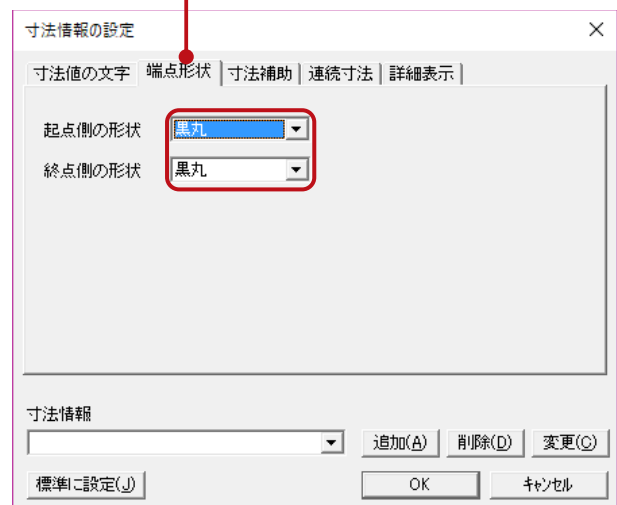 寸法情報の設定
寸法値の文字 端点形状 寸法補助 連続寸法 詳細表示
起点側の形状 黒丸
終点側の形状 黒丸
寸法情報
追加(A) 削除(D) 変更(C)
標準に設定(J) OK ｷｬﾝｾﾙ